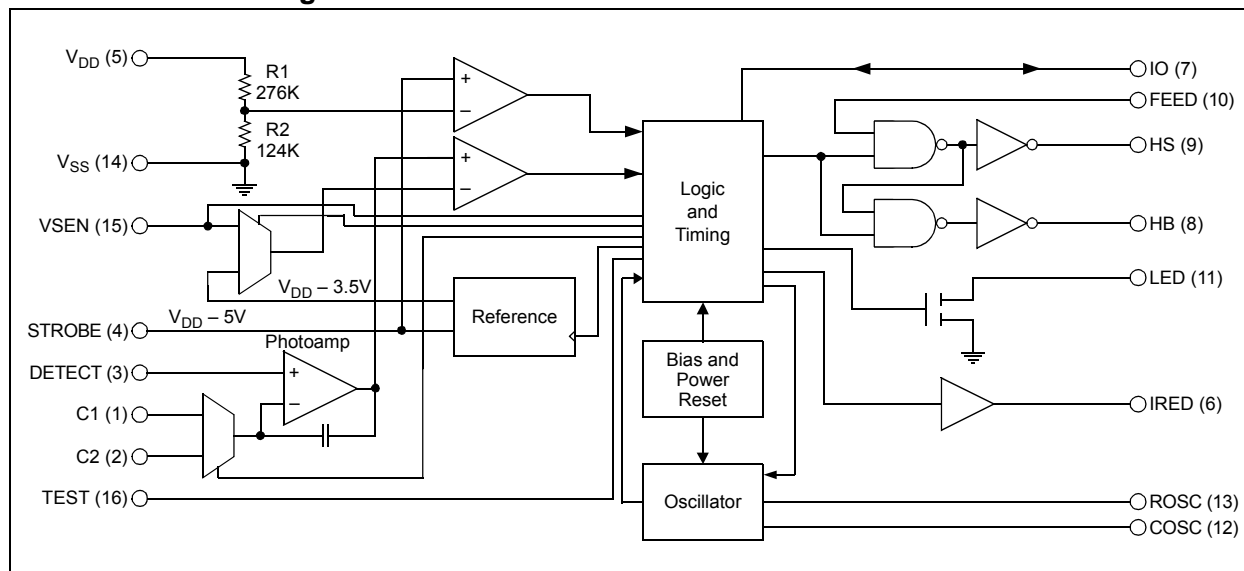 g
V_DD (5)
R1
276K
R2
124K
V_SS (14)
VSEN (15)
V_DD – 3.5V
V_DD – 5V
STROBE (4)
DETECT (3)
C1 (1)
C2 (2)
TEST (16)
+
–
+
–
Photoamp
+
–
Reference
Logic
and
Timing
Bias and
Power
Reset
Oscillator
IO (7)
FEED (10)
HS (9)
HB (8)
LED (11)
IRED (6)
ROSC (13)
COSC (12)